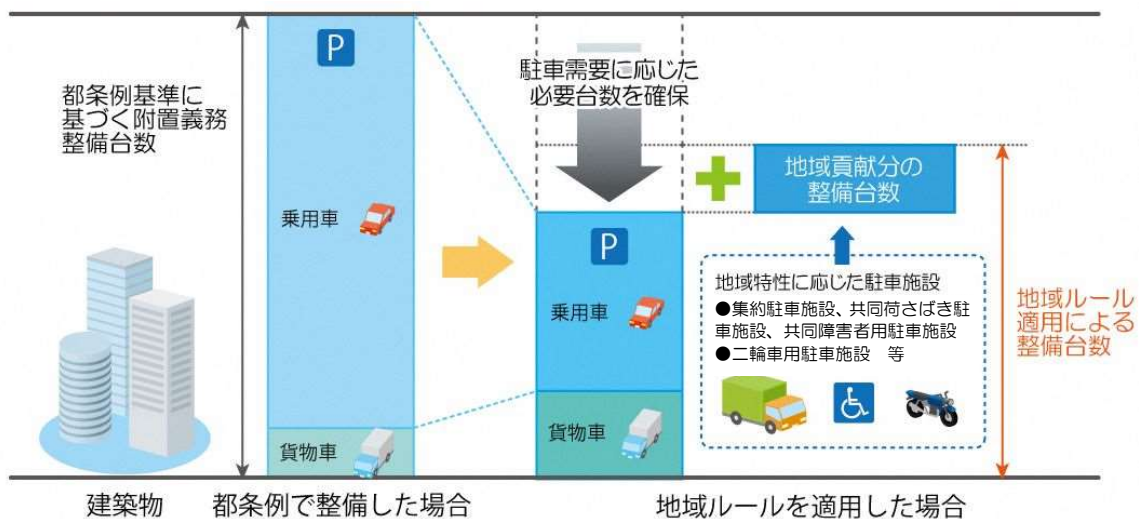 都条例基準に
基づく附置義務
整備台数
P
乗用車
貨物車
駐車需要に応じた
必要台数を確保
P
乗用車
貨物車
地域貢献分の
整備台数
地域特性に応じた駐車施設
●集約駐車施設、共同荷さばき駐
車施設、共同障害者用駐車施設
●二輪車用駐車施設　等
地域ルール
適用による
整備台数
建築物
都条例で整備した場合
地域ルールを適用した場合